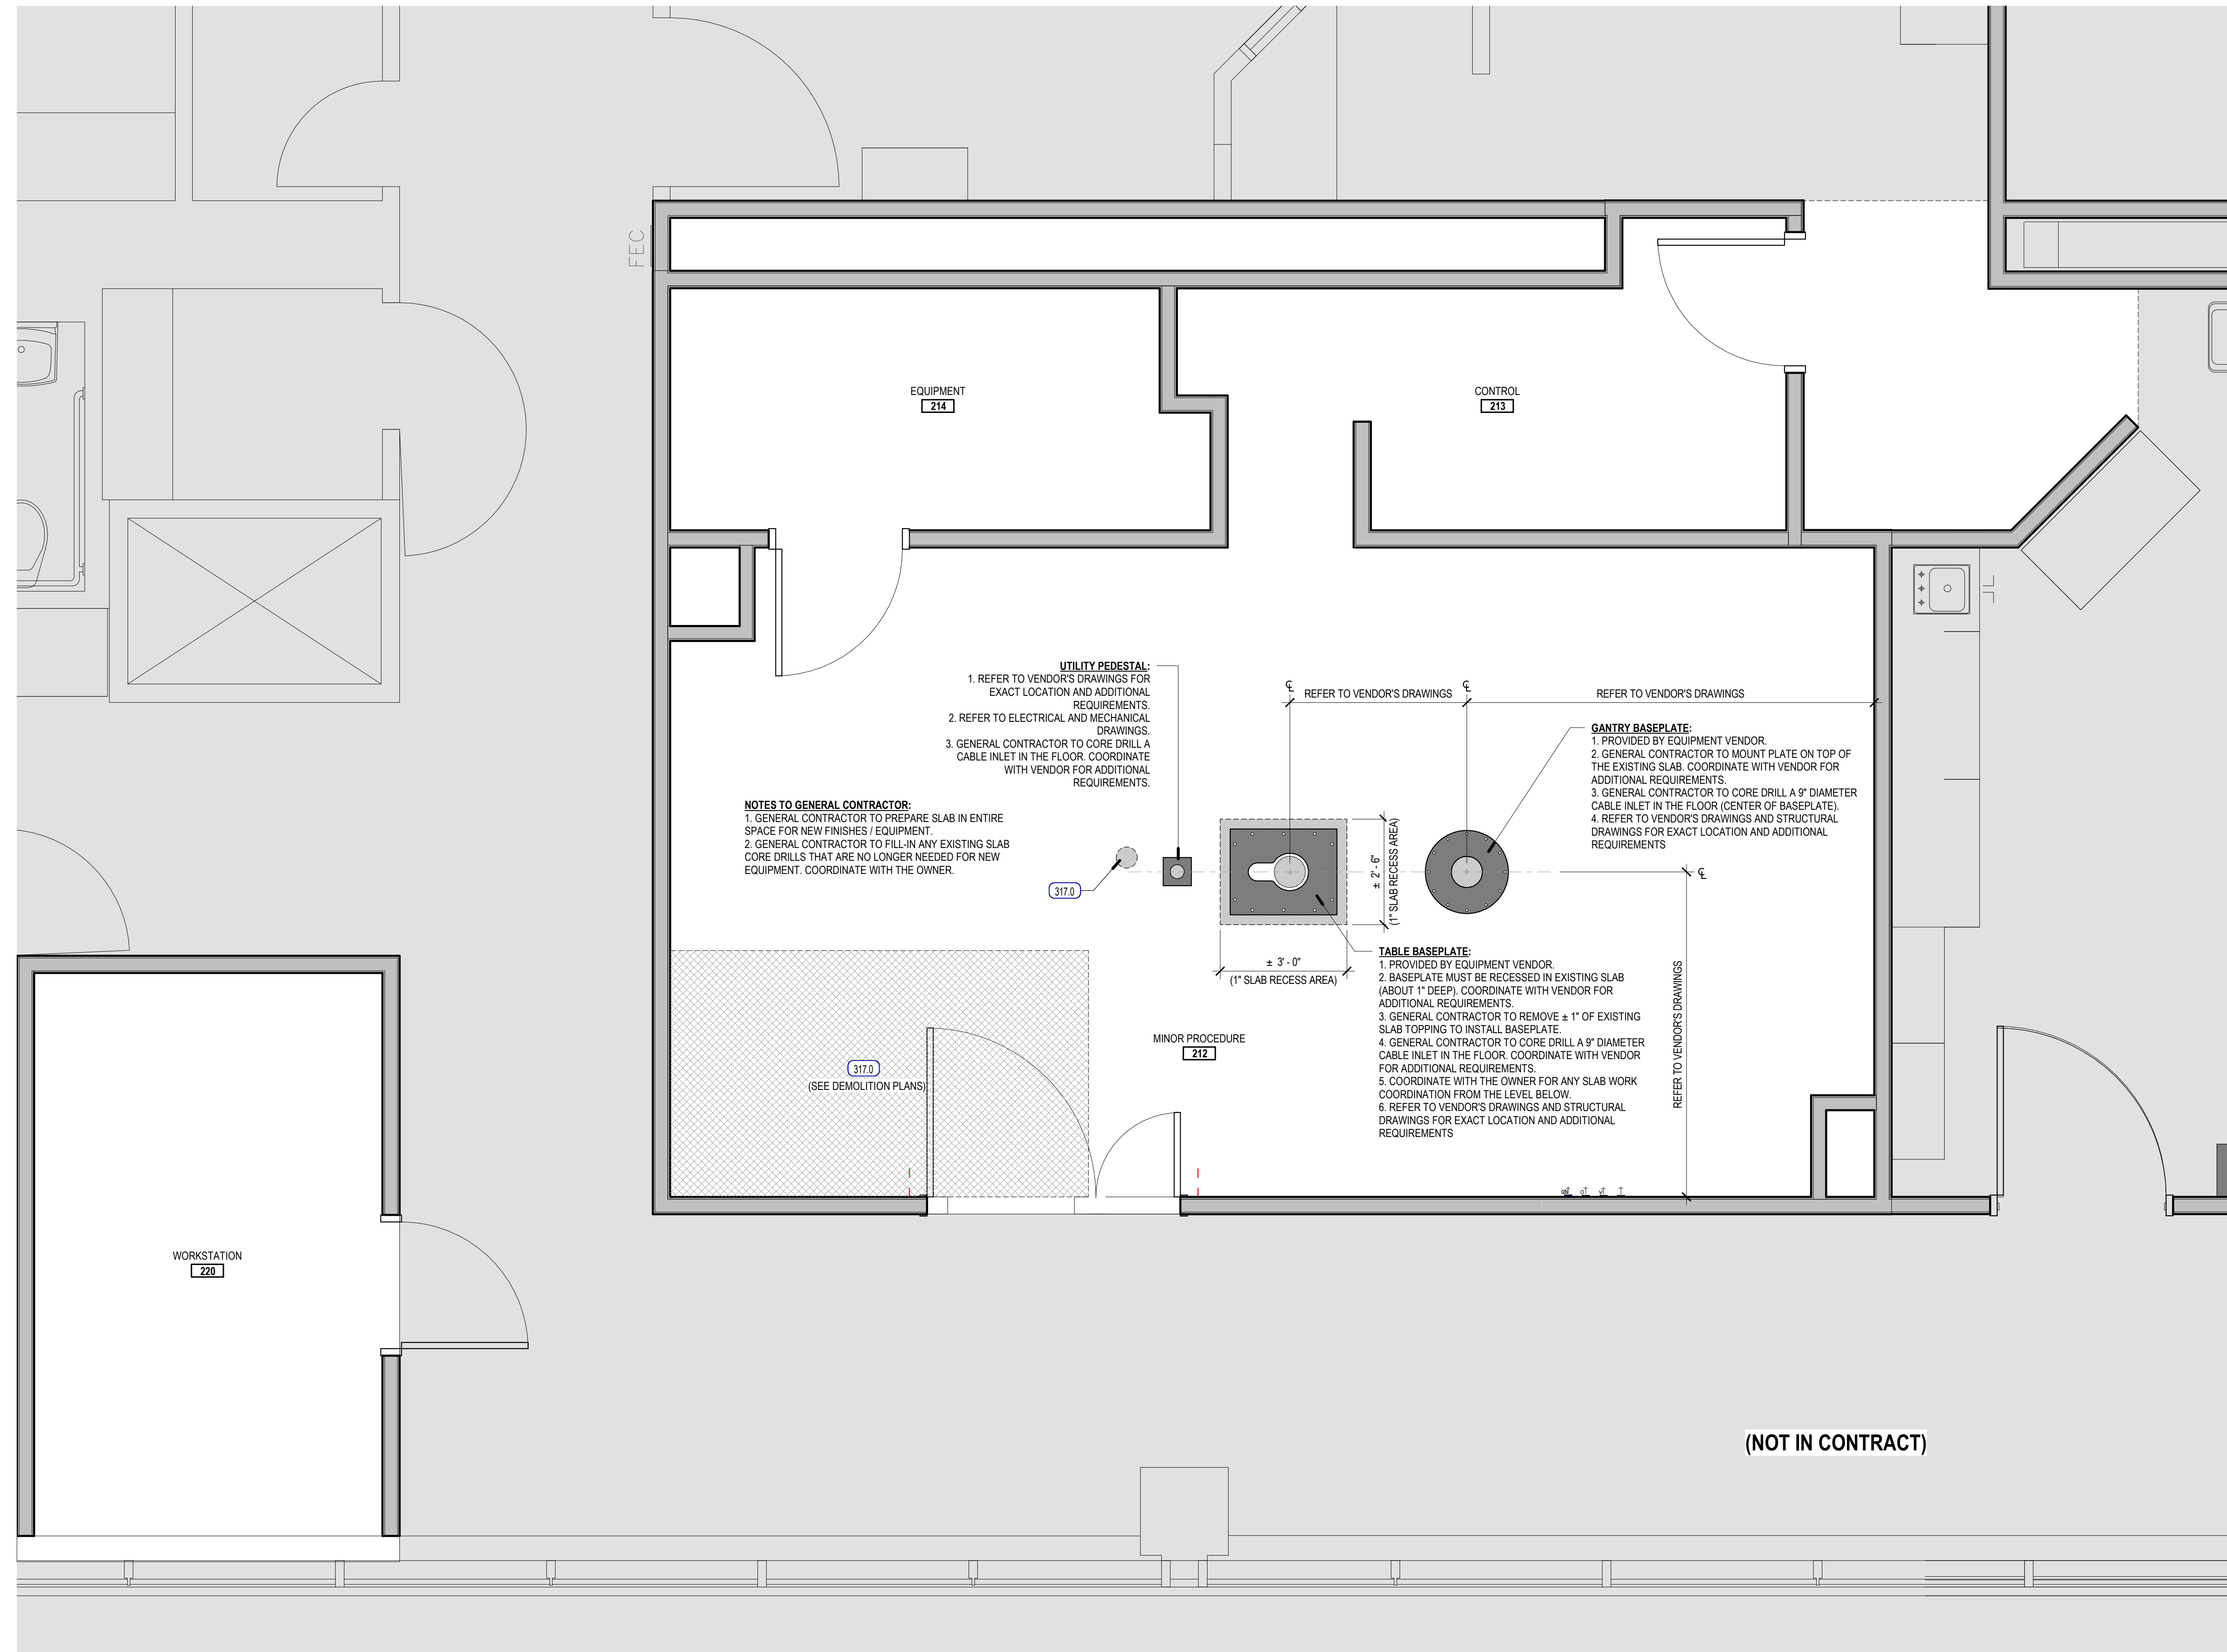 FEC
EQUIPMENT
214
CONTROL
213
UTILITY PEDESTAL:
1. REFER TO VENDOR'S DRAWINGS FOR
EXACT LOCATION AND ADDITIONAL
REQUIREMENTS.
2. REFER TO ELECTRICAL AND MECHANICAL
DRAWINGS.
3. GENERAL CONTRACTOR TO CORE DRILL A
CABLE INLET IN THE FLOOR. COORDINATE
WITH VENDOR FOR ADDITIONAL
REQUIREMENTS.
℄
REFER TO VENDOR'S DRAWINGS
℄
REFER TO VENDOR'S DRAWINGS
GANTRY BASEPLATE:
1. PROVIDED BY EQUIPMENT VENDOR.
2. GENERAL CONTRACTOR TO MOUNT PLATE ON TOP OF
THE EXISTING SLAB. COORDINATE WITH VENDOR FOR
ADDITIONAL REQUIREMENTS.
3. GENERAL CONTRACTOR TO CORE DRILL A 9" DIAMETER
CABLE INLET IN THE FLOOR (CENTER OF BASEPLATE).
4. REFER TO VENDOR'S DRAWINGS AND STRUCTURAL
DRAWINGS FOR EXACT LOCATION AND ADDITIONAL
REQUIREMENTS
NOTES TO GENERAL CONTRACTOR:
1. GENERAL CONTRACTOR TO PREPARE SLAB IN ENTIRE
SPACE FOR NEW FINISHES / EQUIPMENT.
2. GENERAL CONTRACTOR TO FILL-IN ANY EXISTING SLAB
CORE DRILLS THAT ARE NO LONGER NEEDED FOR NEW
EQUIPMENT. COORDINATE WITH THE OWNER.
317.0
± 2' - 6"
(1" SLAB RECESS AREA)
℄
± 3' - 0"
(1" SLAB RECESS AREA)
TABLE BASEPLATE:
1. PROVIDED BY EQUIPMENT VENDOR.
2. BASEPLATE MUST BE RECESSED IN EXISTING SLAB
(ABOUT 1" DEEP). COORDINATE WITH VENDOR FOR
ADDITIONAL REQUIREMENTS.
3. GENERAL CONTRACTOR TO REMOVE ± 1" OF EXISTING
SLAB TOPPING TO INSTALL BASEPLATE.
4. GENERAL CONTRACTOR TO CORE DRILL A 9" DIAMETER
CABLE INLET IN THE FLOOR. COORDINATE WITH VENDOR
FOR ADDITIONAL REQUIREMENTS.
5. COORDINATE WITH THE OWNER FOR ANY SLAB WORK
COORDINATION FROM THE LEVEL BELOW.
6. REFER TO VENDOR'S DRAWINGS AND STRUCTURAL
DRAWINGS FOR EXACT LOCATION AND ADDITIONAL
REQUIREMENTS
REFER TO VENDOR'S DRAWINGS
MINOR PROCEDURE
212
317.0
(SEE DEMOLITION PLANS)
WORKSTATION
220
(NOT IN CONTRACT)